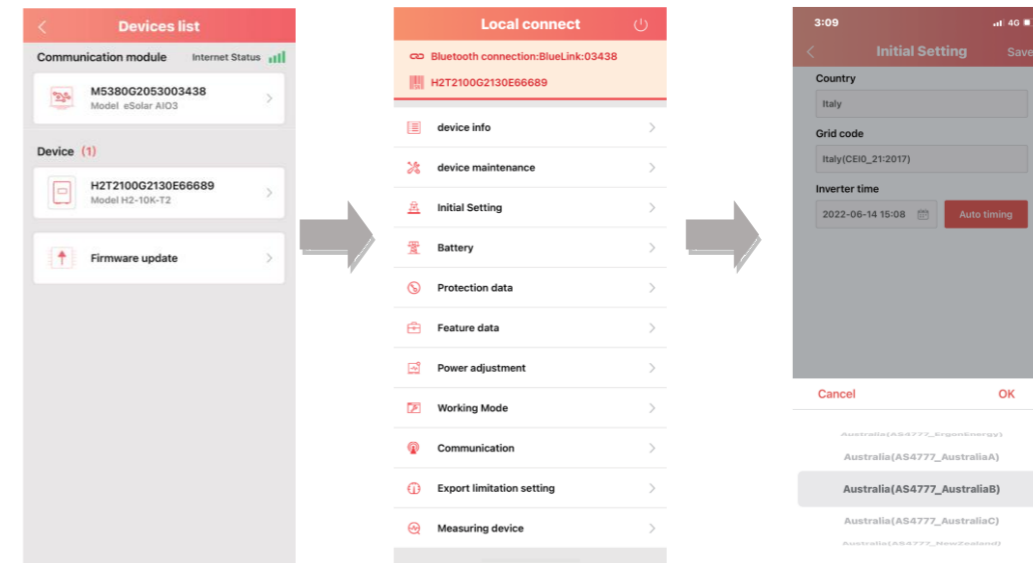 Devices list
Communication module Internet Status
M5380G2053003438
Model eSolar AIO3
Device (1)
H2T2100G2130E66689
Model H2-10K-T2
Firmware update
Local connect
Bluetooth connection:BlueLink:03438
H2T2100G2130E66689
device info
device maintenance
Initial Setting
Battery
Protection data
Feature data
Power adjustment
Working Mode
Communication
Export limitation setting
Measuring device
3:09 4G
Initial Setting Save
Country
Italy
Grid code
Italy(CEI0_21:2017)
Inverter time
2022-06-14 15:08 Auto timing
Cancel OK
Australia(AS4777_ErgonEnergy)
Australia(AS4777_AustraliaA)
Australia(AS4777_AustraliaB)
Australia(AS4777_AustraliaC)
Australia(AS4777_NewZealand)